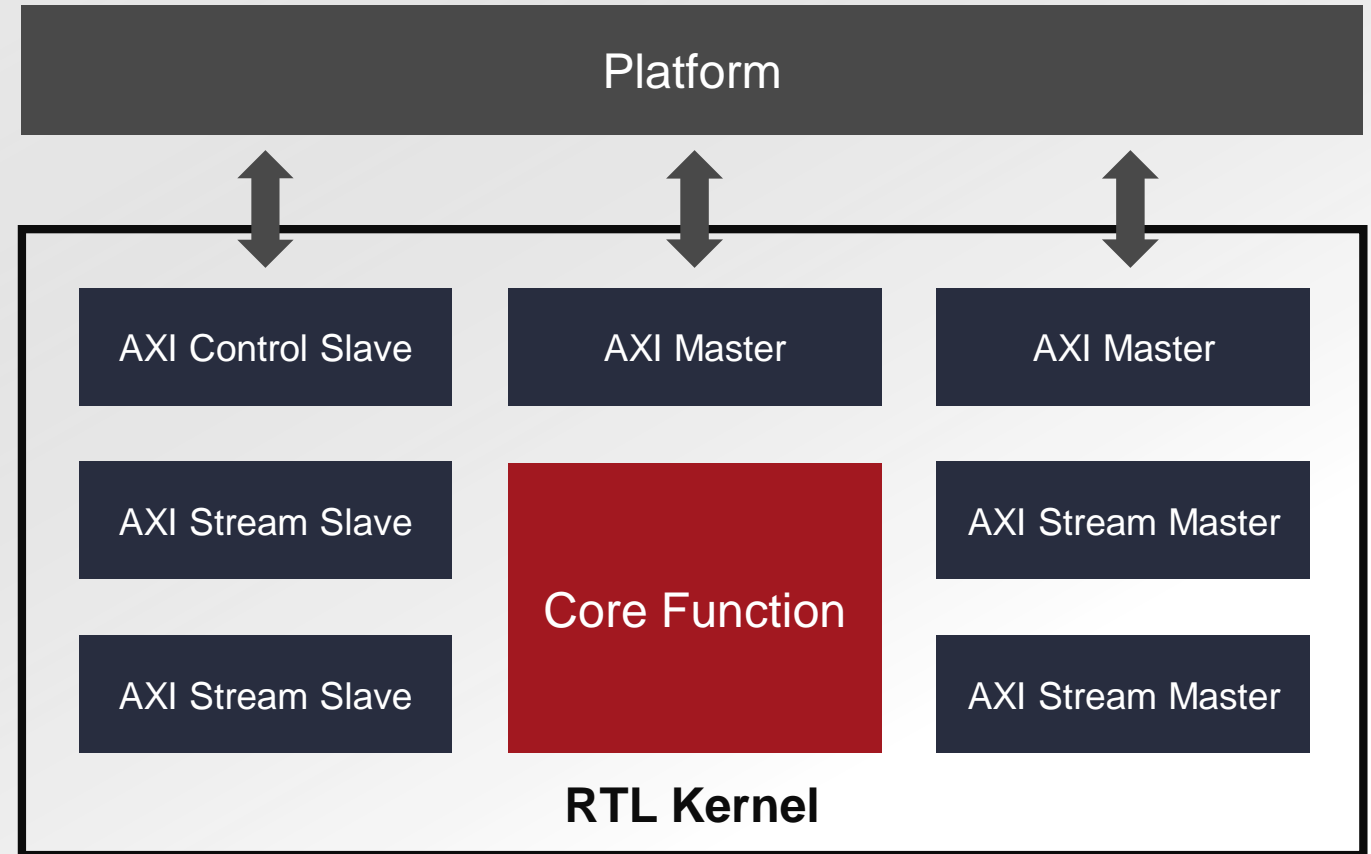 Platform
AXI Control Slave
AXI Master
AXI Master
AXI Stream Slave
AXI Stream Master
Core Function
AXI Stream Slave
AXI Stream Master
RTL Kernel